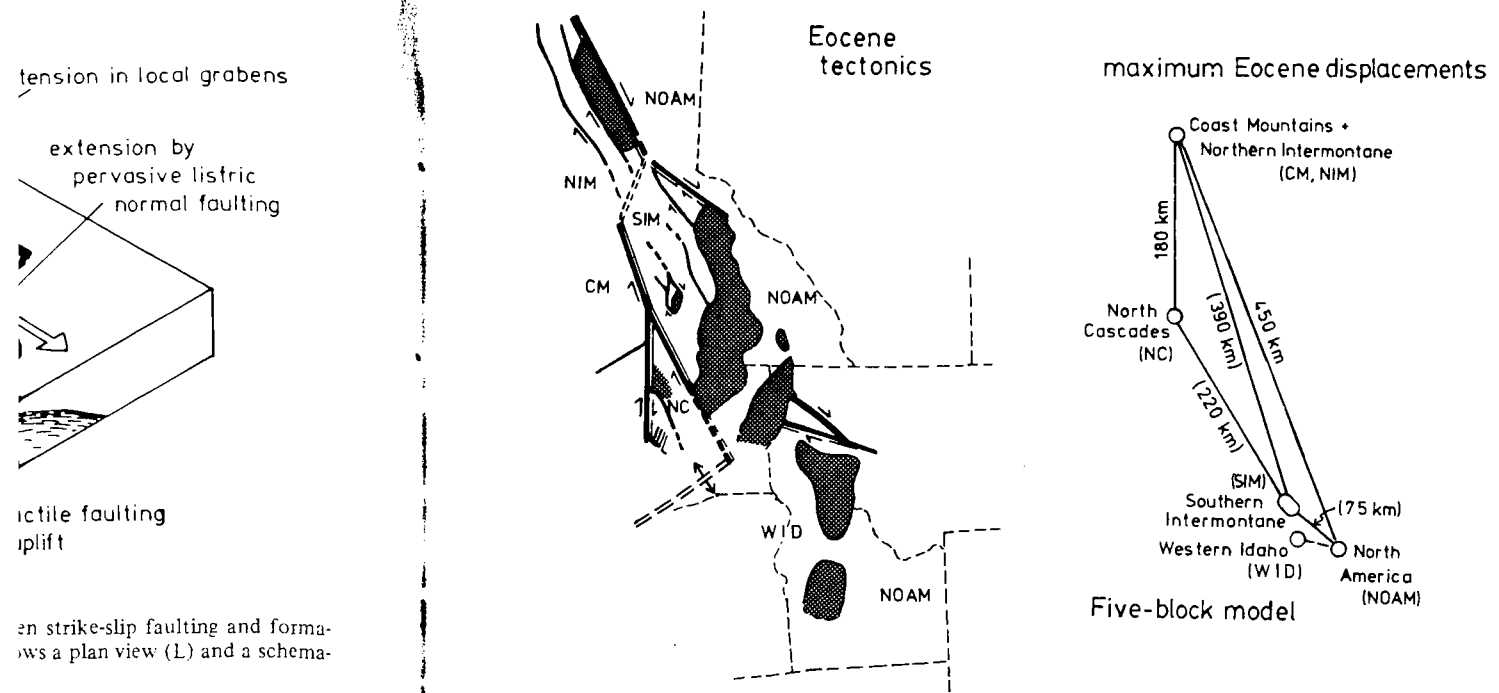 tension in local grabens
extension by
pervasive listric
normal faulting
uplift
en strike-slip faulting and forma-
ws a plan view (L) and a schema-
Eocene
tectonics
NOAM
NIM
SIM
CM
NOAM
NC
WID
NOAM
maximum Eocene displacements
Coast Mountains +
Northern Intermontane
(CM, NIM)
180 km
North
Cascades
(NC)
(390 km)
450 km
(220 km)
(SIM)
Southern
Intermontane
(75 km)
Western Idaho
(WID)
North
America
(NOAM)
Five-block model